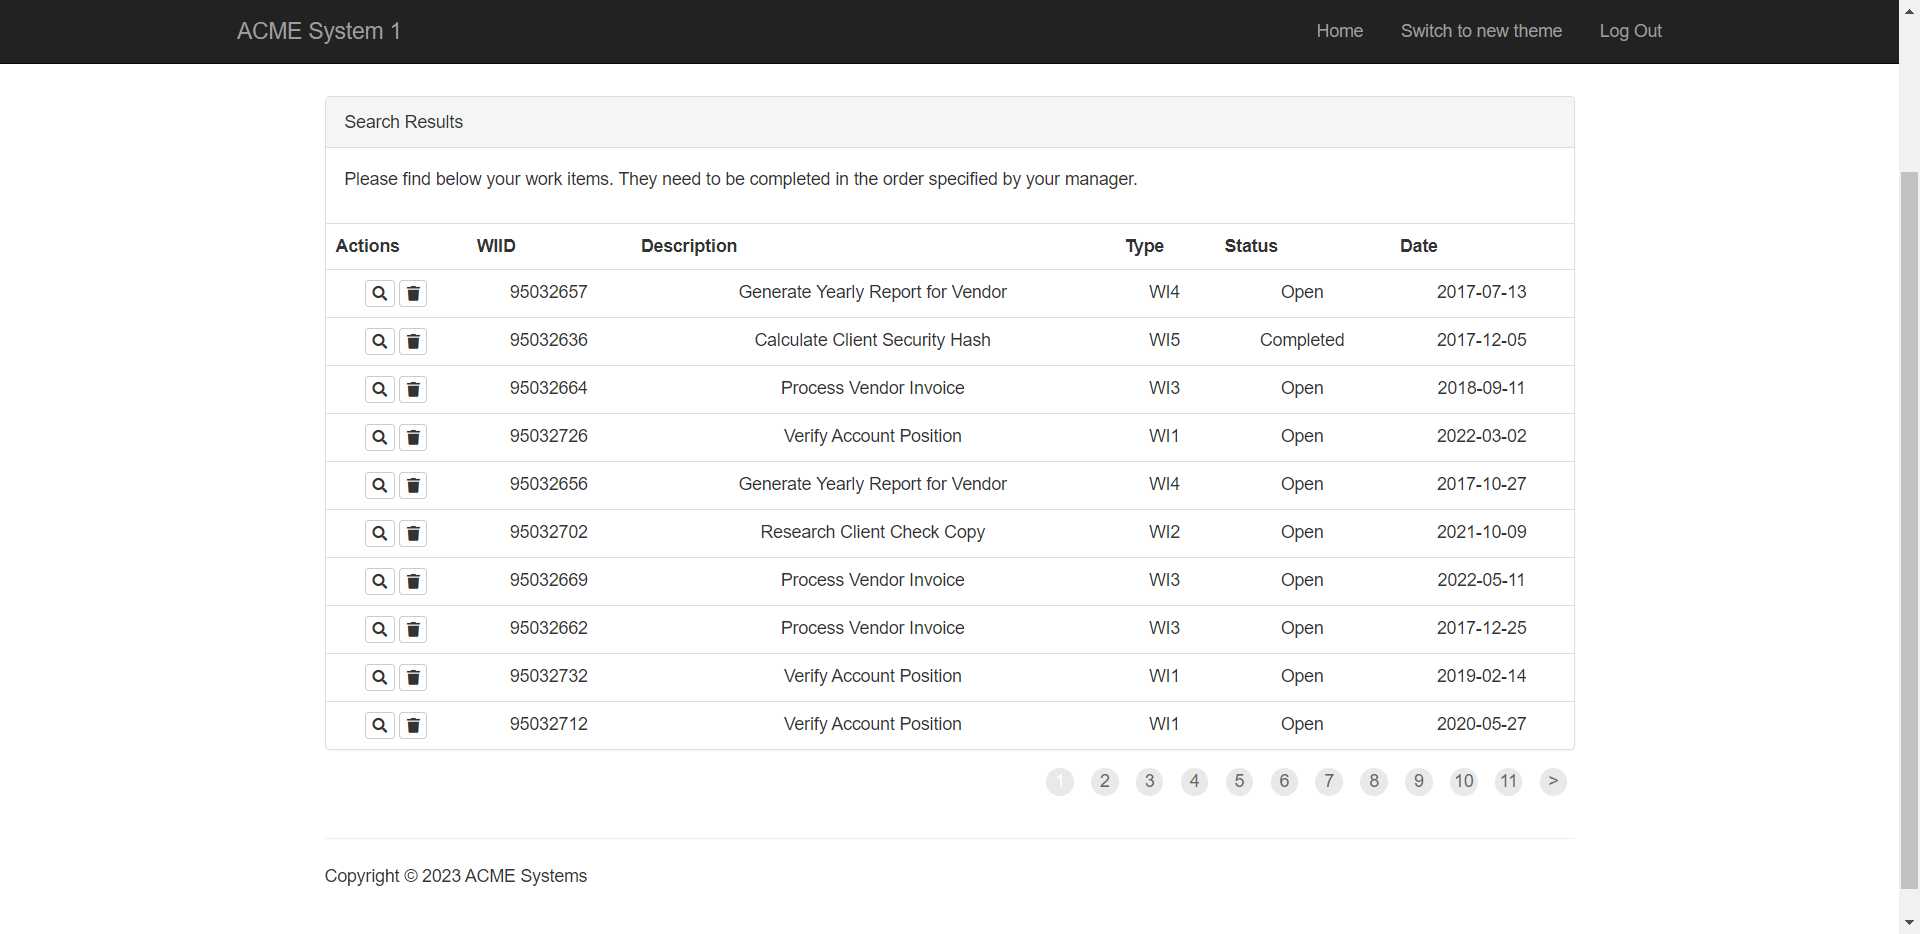 ACME System 1 Home Switch to new theme Log Out
Search Results
Please find below your work items. They need to be completed in the order specified by your manager.
Actions WIID Description Type Status Date
95032657 Generate Yearly Report for Vendor WI4 Open 2017-07-13
95032636 Calculate Client Security Hash WI5 Completed 2017-12-05
95032664 Process Vendor Invoice WI3 Open 2018-09-11
95032726 Verify Account Position WI1 Open 2022-03-02
95032656 Generate Yearly Report for Vendor WI4 Open 2017-10-27
95032702 Research Client Check Copy WI2 Open 2021-10-09
95032669 Process Vendor Invoice WI3 Open 2022-05-11
95032662 Process Vendor Invoice WI3 Open 2017-12-25
95032732 Verify Account Position WI1 Open 2019-02-14
95032712 Verify Account Position WI1 Open 2020-05-27
1 2 3 4 5 6 7 8 9 10 11 >
Copyright © 2023 ACME Systems